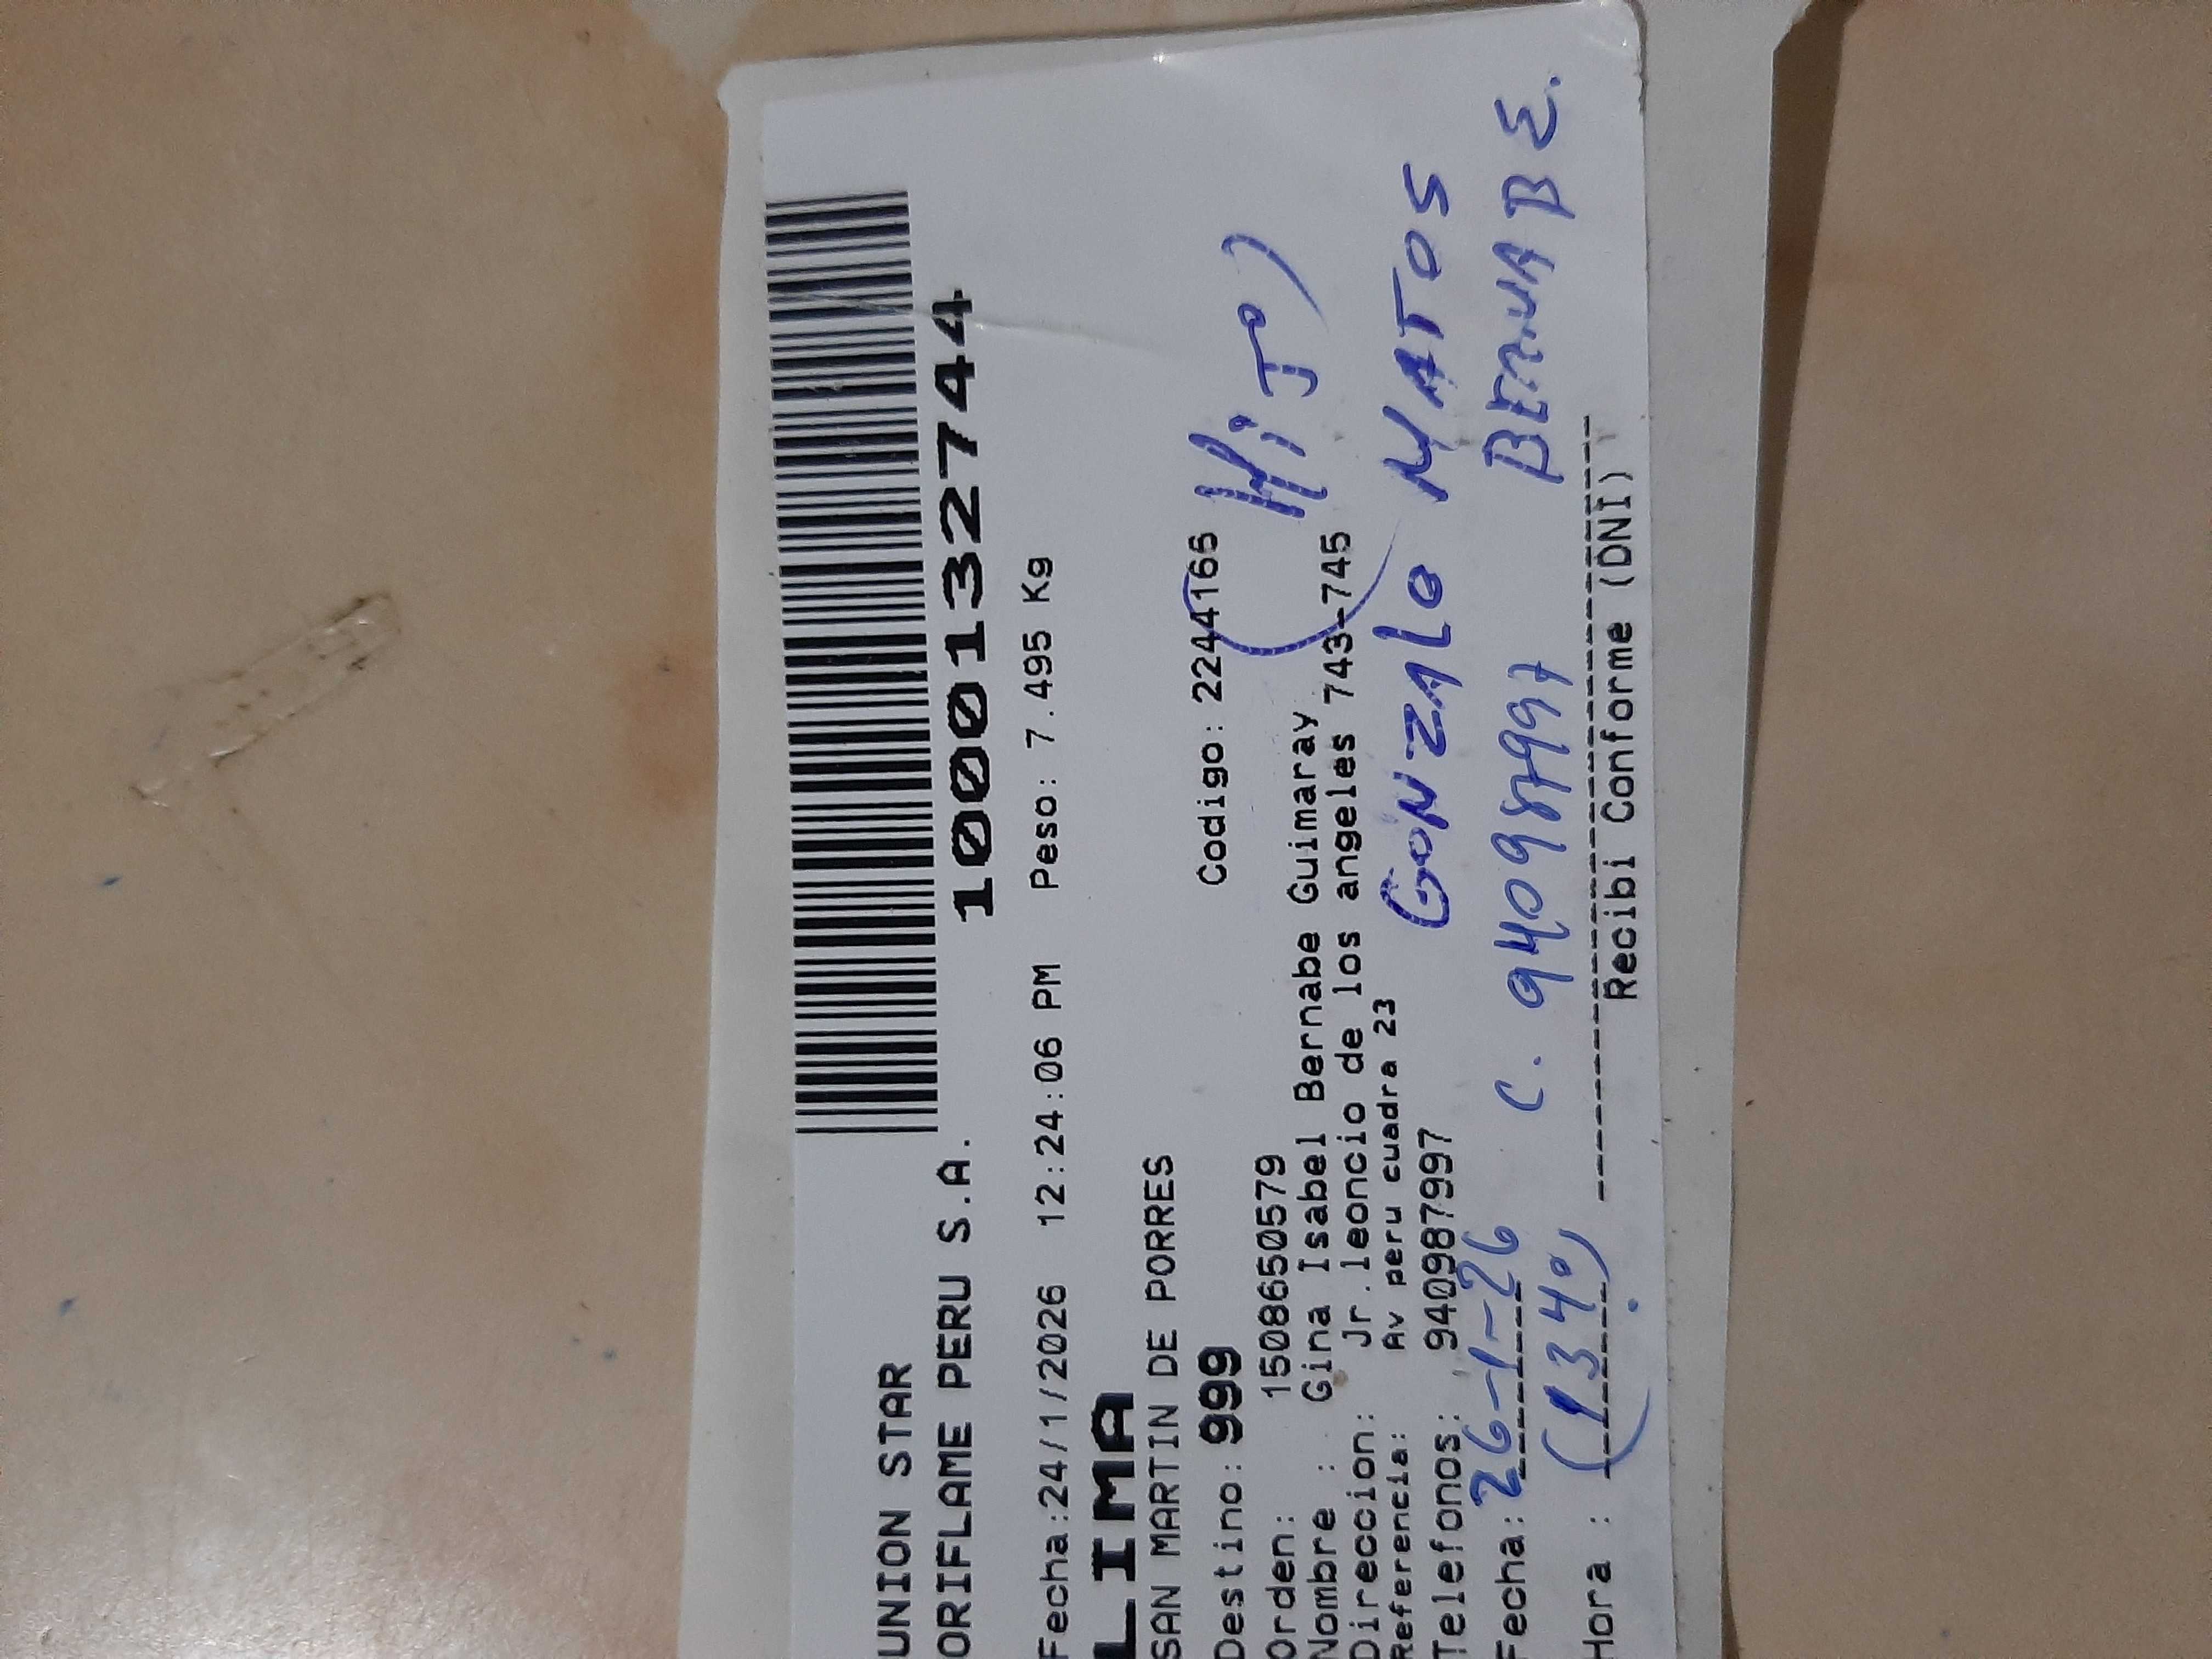 UNION STAR
ORIFLAME PERU S.A.
1000132744
Fecha:24/1/2026 12:24:06 PM Peso: 7.495 Kg
LIMA
SAN MARTIN DE PORRES
Destino: 999 Codigo: 2244165
(Hijo)
Orden: 1508650579
Nombre : Gina Isabel Bernabe Guimaray
Direccion: Jr.leoncio de los angeles 743-745
Referencia: Av peru cuadra 23
GONZALO MATOS
Telefonos: 940987997
BERNABE E.
Fecha: 26-1-26 C. 940987997
Hora : (1340)
Recibi Conforme (DNI)